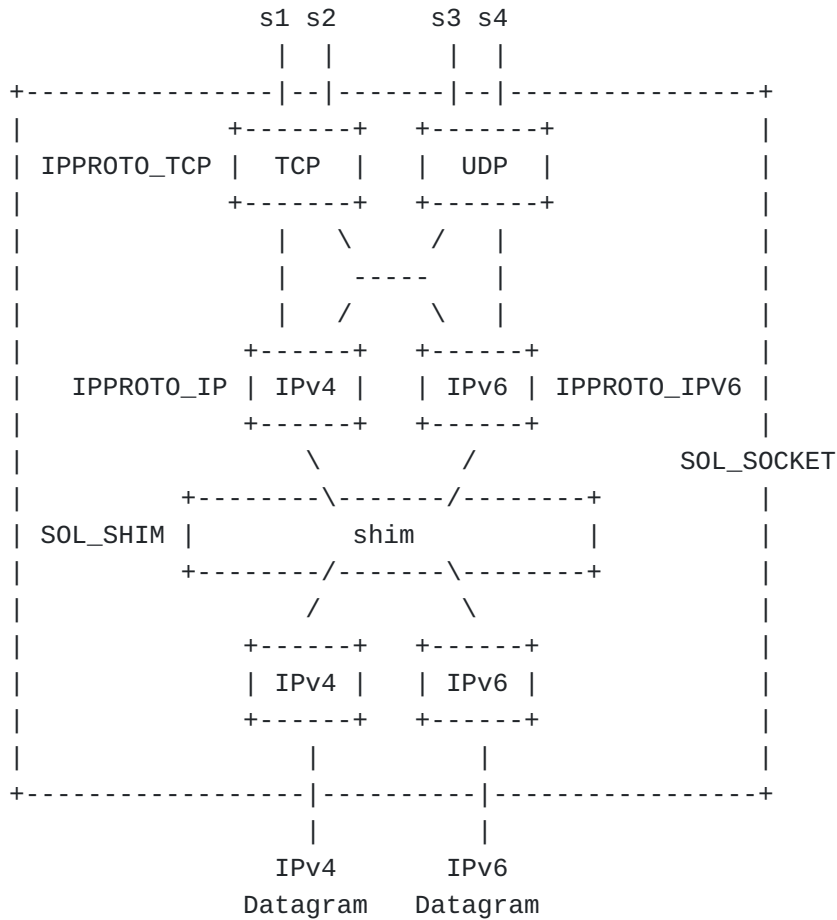 s1 s2 s3 s4
IPPROTO_TCP TCP UDP
IPPROTO_IP IPv4 IPv6 IPPROTO_IPV6
SOL_SOCKET
SOL_SHIM shim
IPv4 IPv6
IPv4 IPv6
Datagram Datagram